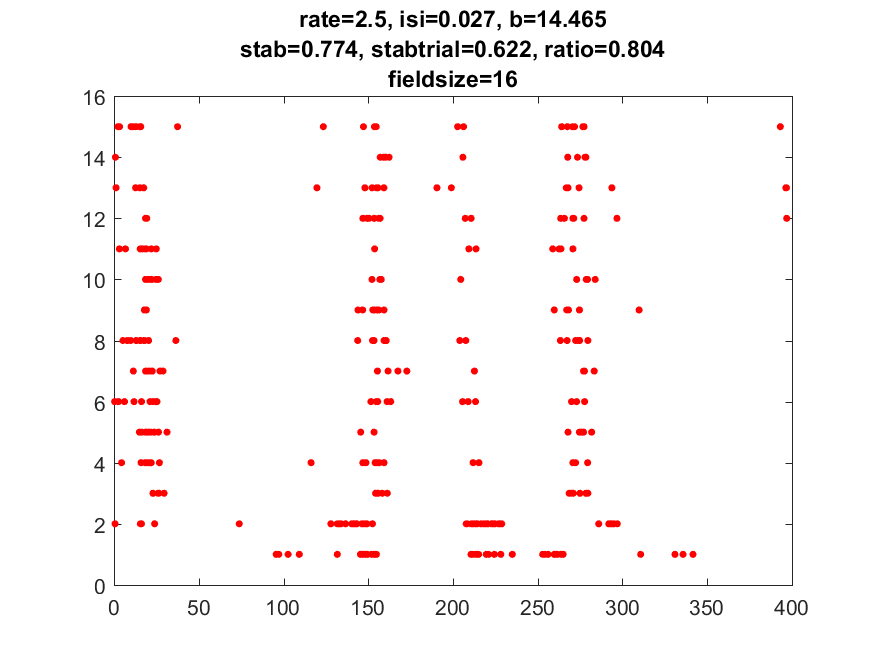 rate=2.5, isi=0.027, b=14.465
stab=0.774, stabtrial=0.622, ratio=0.804
fieldsize=16
16
14
12
10
8
6
4
2
0
0 50 100 150 200 250 300 350 400